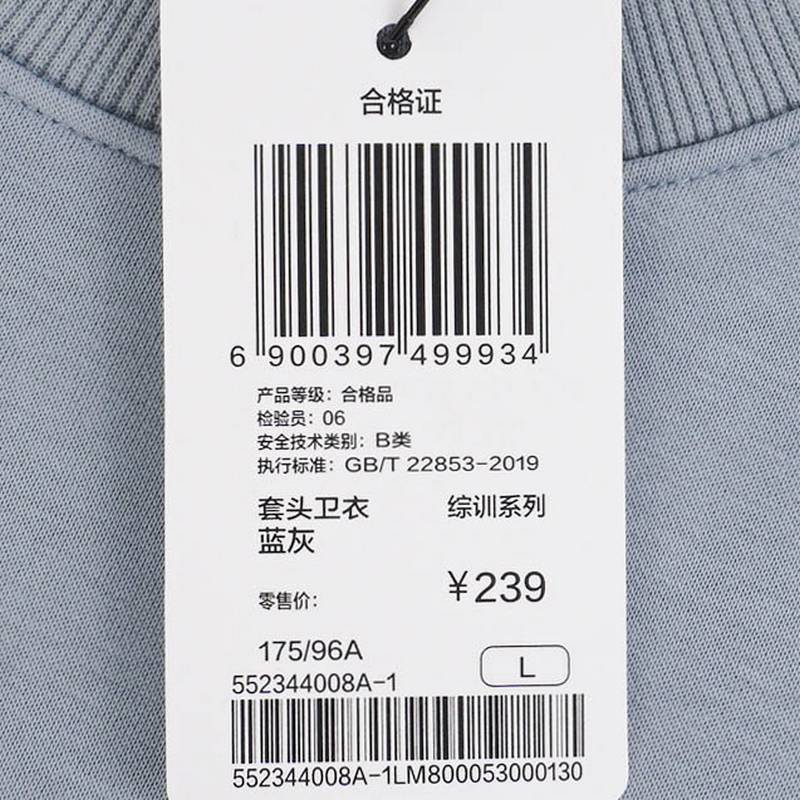 合格证
6 900397 499934
产品等级：合格品
检验员：06
安全技术类别：B类
执行标准：GB/T 22853-2019
套头卫衣 综训系列
蓝灰
零售价： ¥239
175/96A
L
552344008A-1
552344008A-1LM800053000130